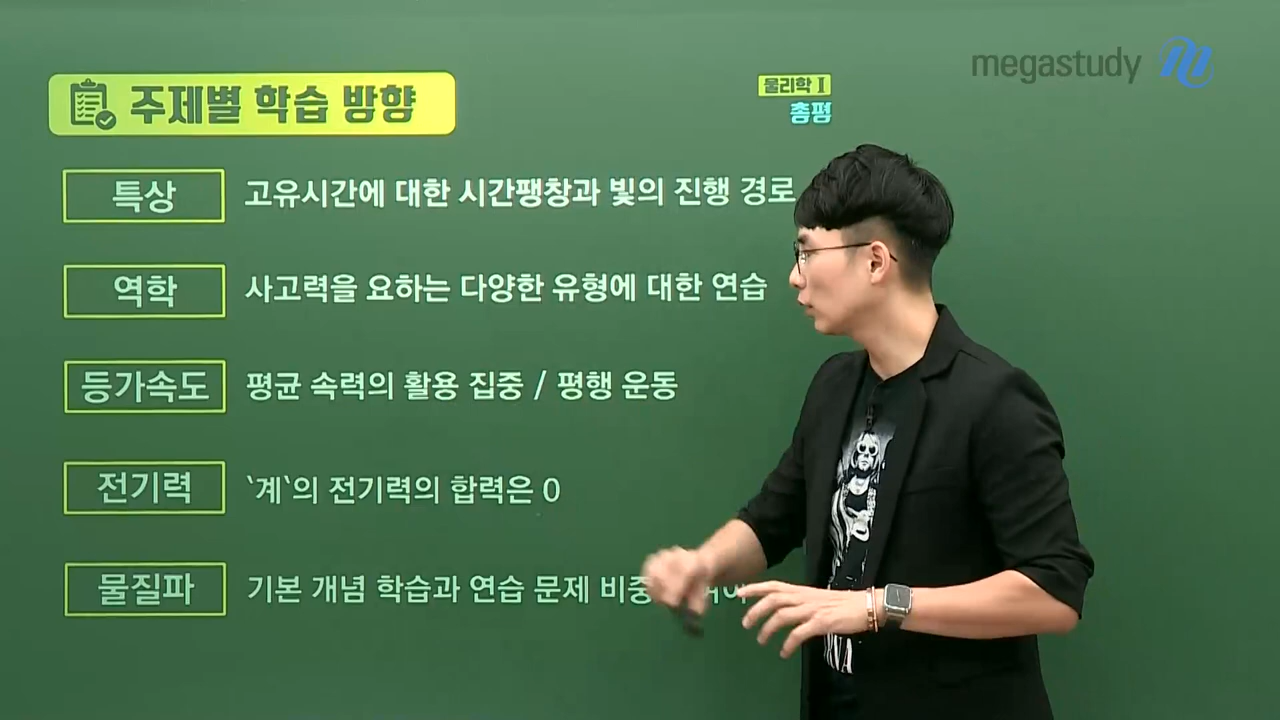 megastudy
주제별 학습 방향
물리학 I
총평
특상
고유시간에 대한 시간팽창과 빛의 진행 경로
역학
사고력을 요하는 다양한 유형에 대한 연습
등가속도
평균 속력의 활용 집중 / 평행 운동
전기력
‘계‘의 전기력의 합력은 0
물질파
기본 개념 학습과 연습 문제 비중